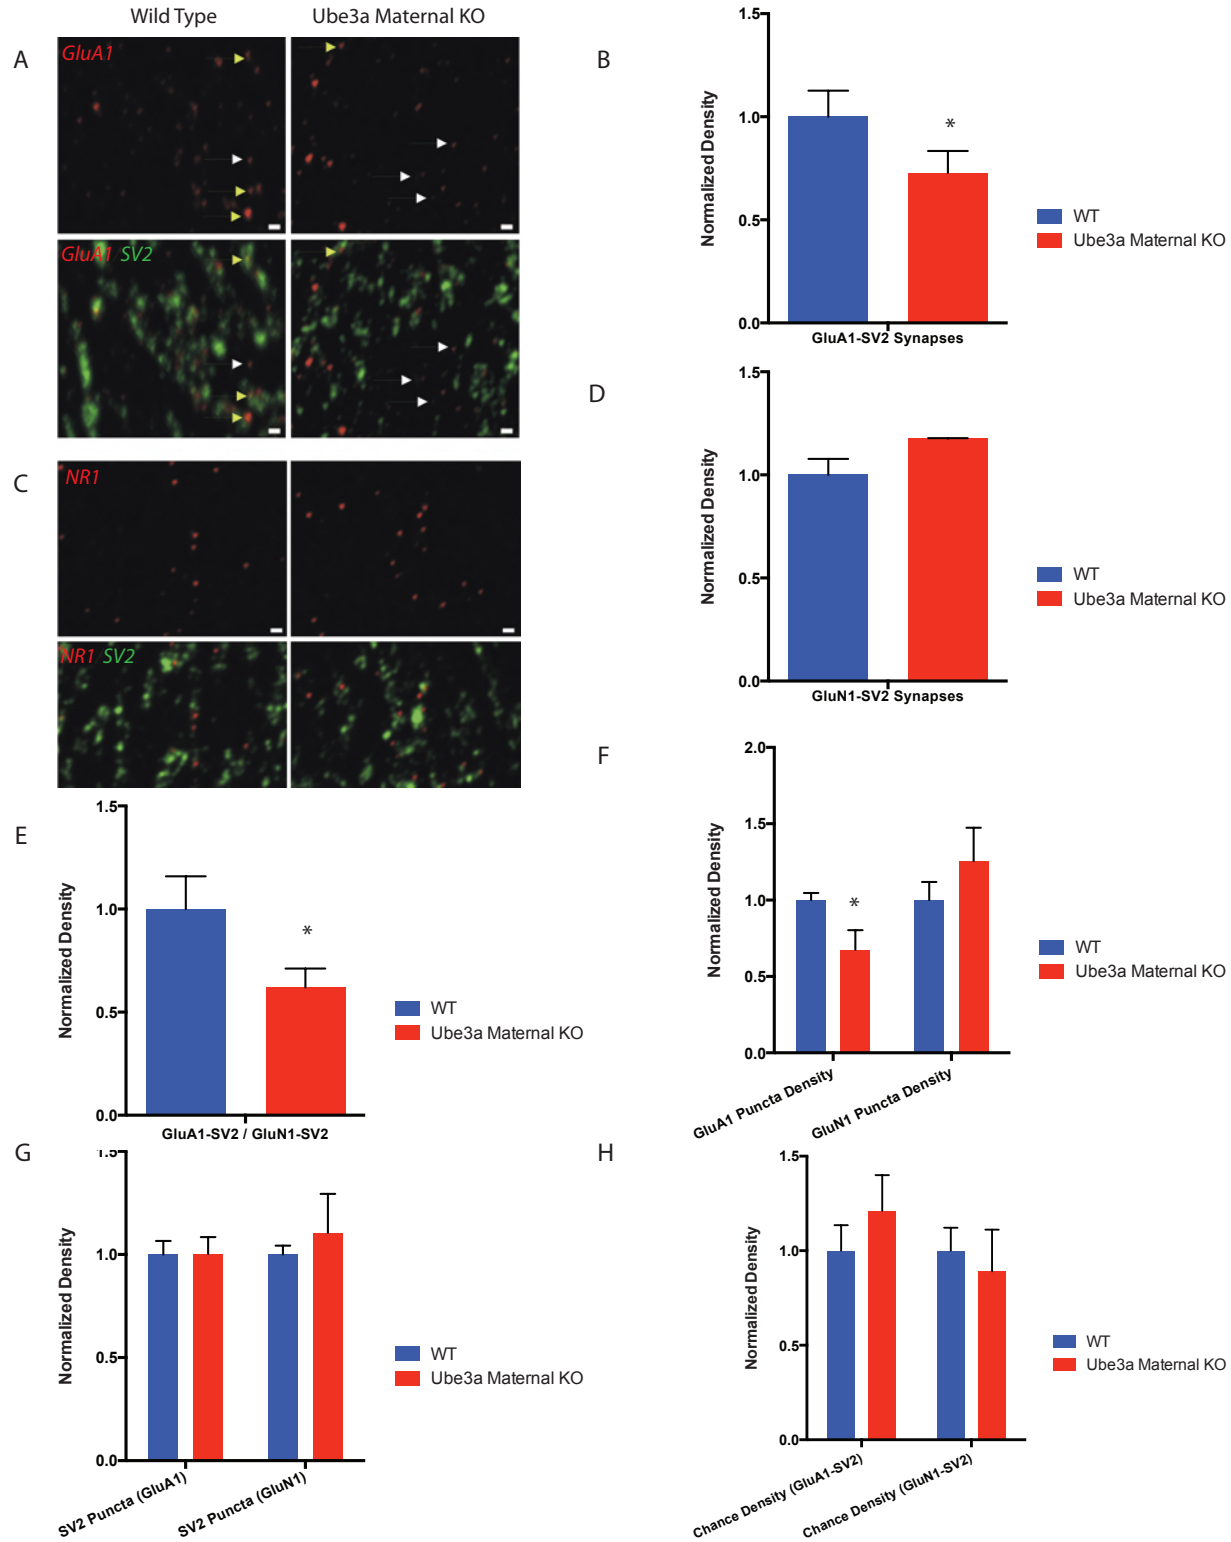 Wild Type
Ube3a Maternal KO
A
GluA1
GluA1 SV2
B
1.5
1.0
0.5
0.0
Normalized Density
*
GluA1-SV2 Synapses
WT
Ube3a Maternal KO
C
NR1
NR1 SV2
D
1.5
1.0
0.5
0.0
Normalized Density
GluN1-SV2 Synapses
WT
Ube3a Maternal KO
E
1.5
1.0
0.5
0.0
Normalized Density
*
GluA1-SV2 / GluN1-SV2
WT
Ube3a Maternal KO
F
2.0
1.5
1.0
0.5
0.0
Normalized Density
*
GluA1 Puncta Density
GluN1 Puncta Density
WT
Ube3a Maternal KO
G
1.5
1.0
0.5
0.0
Normalized Density
SV2 Puncta (GluA1)
SV2 Puncta (GluN1)
WT
Ube3a Maternal KO
H
1.5
1.0
0.5
0.0
Normalized Density
Chance Density (GluA1-SV2)
Chance Density (GluN1-SV2)
WT
Ube3a Maternal KO